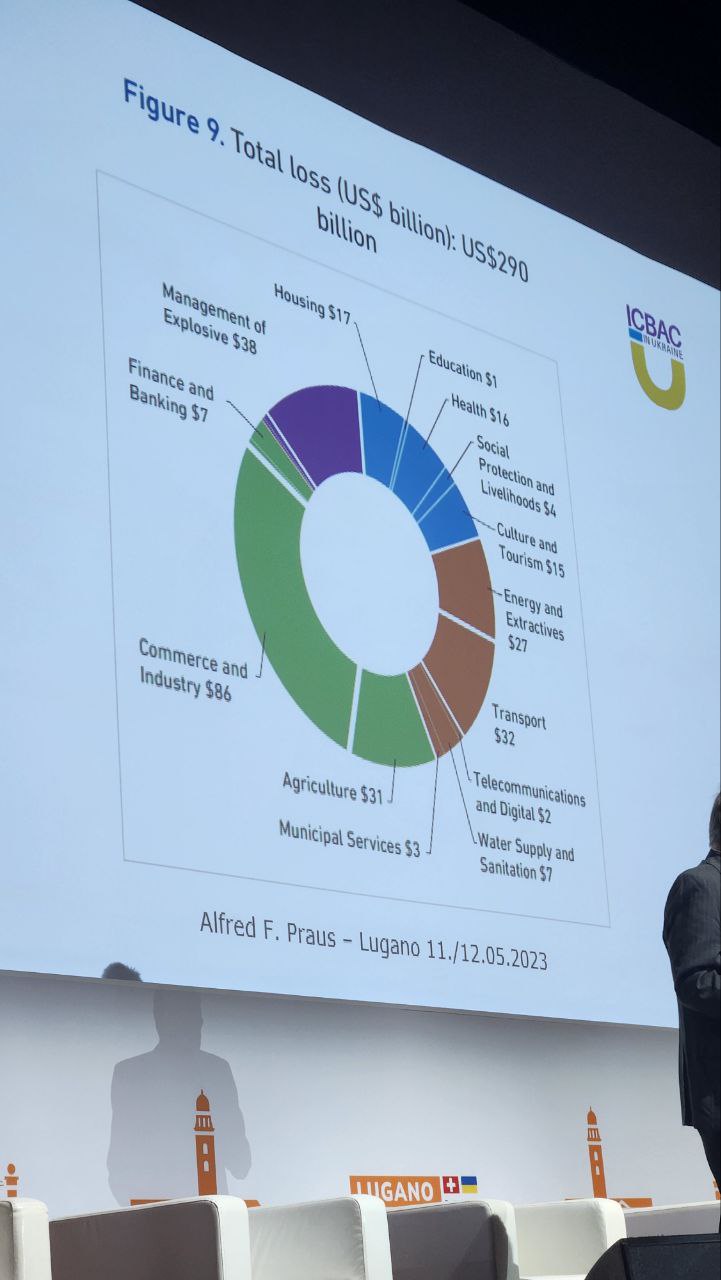 Figure 9. Total loss (US$ billion): US$290
billion
ICBAC
IN UKRAINE
Management of
Explosive $38
Housing $17
Education $1
Finance and
Banking $7
Health $16
Social
Protection and
Livelihoods $4
Culture and
Tourism $15
Energy and
Extractives
$27
Commerce and
Industry $86
Transport
$32
Agriculture $31
Telecommunications
and Digital $2
Municipal Services $3
Water Supply and
Sanitation $7
Alfred F. Praus – Lugano 11./12.05.2023
LUGANO